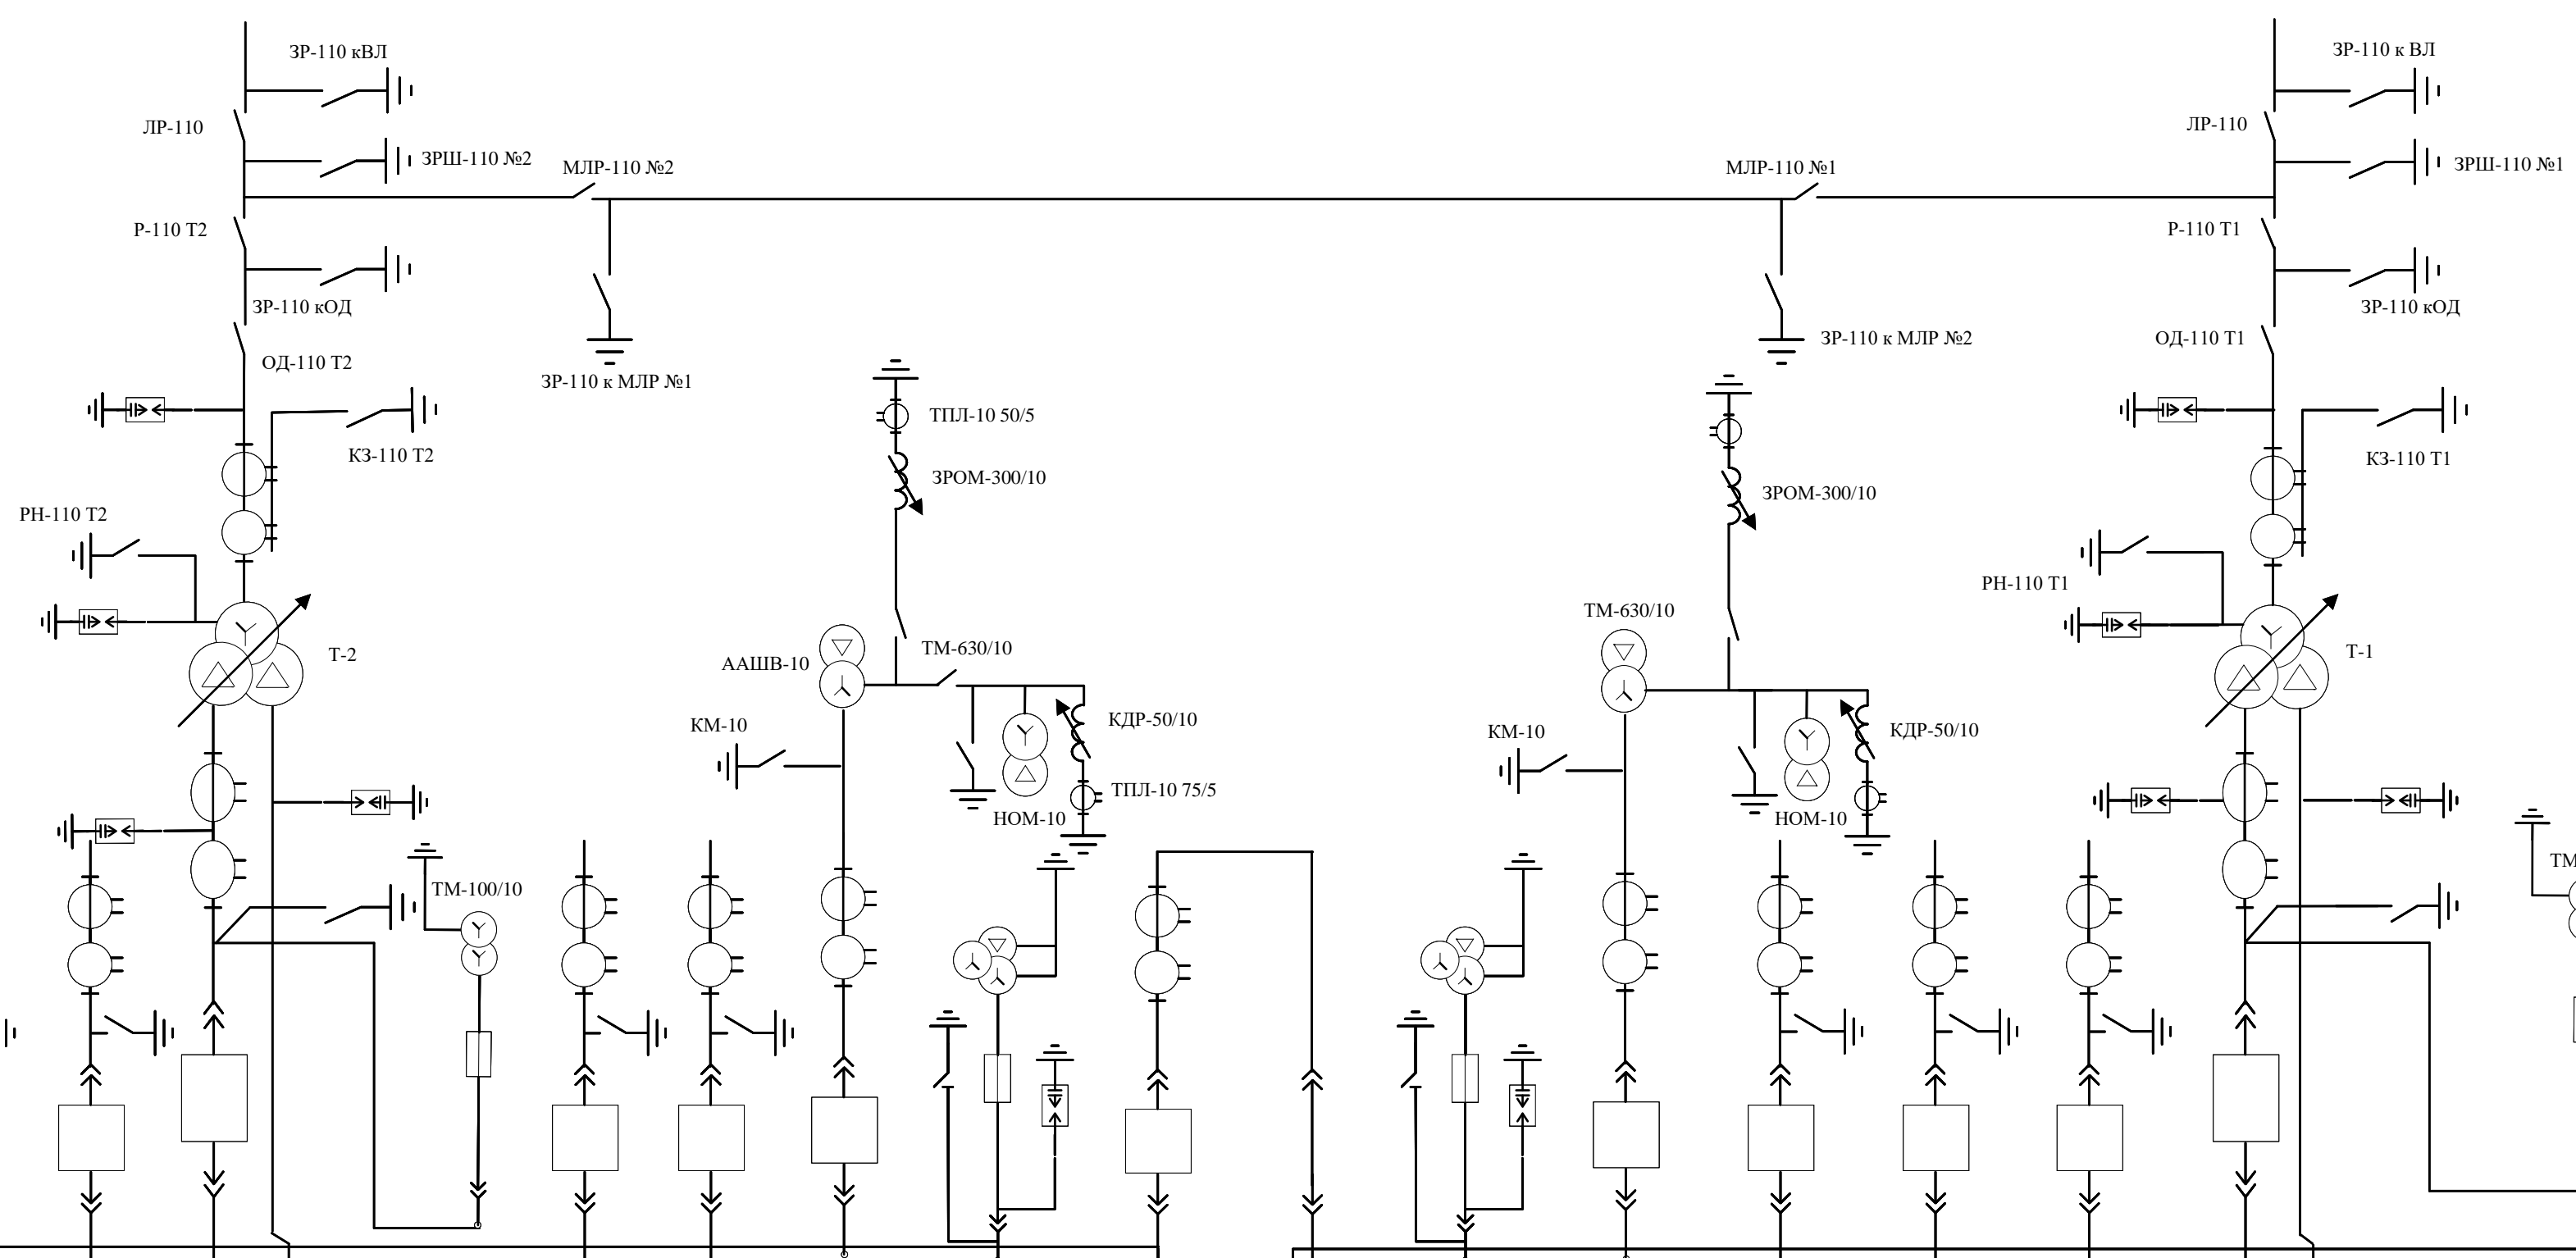 ЗР-110 кВЛ
ЗР-110 к ВЛ
ЛР-110
ЛР-110
ЗРШ-110 №2
МЛР-110 №2
МЛР-110 №1
ЗРШ-110 №1
Р-110 Т2
Р-110 Т1
ЗР-110 кОД
ЗР-110 кОД
ОД-110 Т2
ЗР-110 к МЛР №2
ОД-110 Т1
ЗР-110 к МЛР №1
ТПЛ-10 50/5
КЗ-110 Т2
КЗ-110 Т1
ЗРОМ-300/10
ЗРОМ-300/10
РН-110 Т2
РН-110 Т1
ТМ-630/10
Т-2
ААШВ-10
ТМ-630/10
Т-1
КМ-10
КДР-50/10
КМ-10
КДР-50/10
ТПЛ-10 75/5
НОМ-10
НОМ-10
ТМ-100/10
ТМ